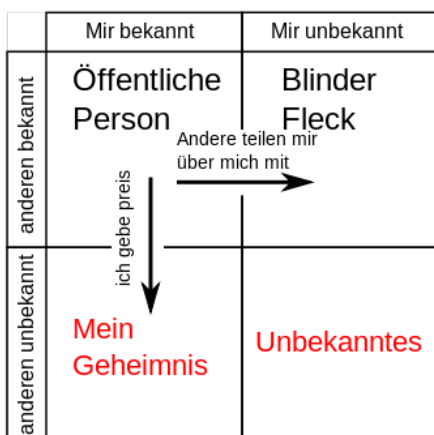 Mir bekannt
Mir unbekannt
anderen bekannt
Öffentliche
Person
Blinder
Fleck
Andere teilen mir
über mich mit
ich gebe preis
anderen unbekannt
Mein
Geheimnis
Unbekanntes